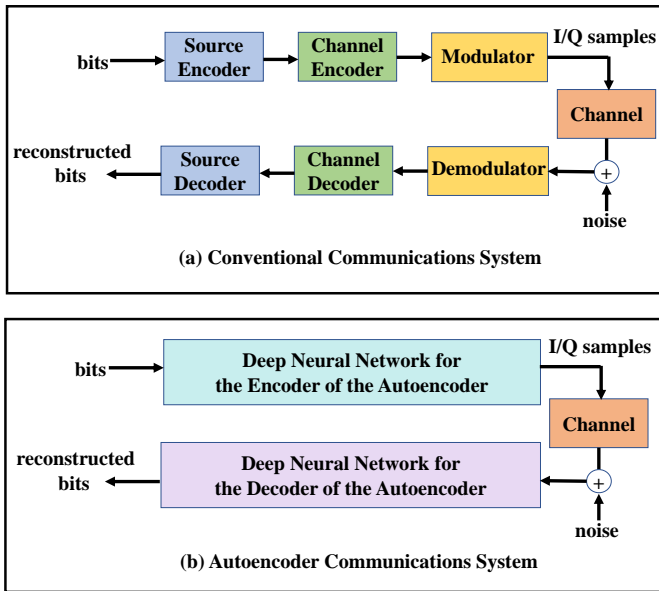 I/Q samples
bits
Source
Encoder
Channel
Encoder
Modulator
Channel
reconstructed
bits
Source
Decoder
Channel
Decoder
Demodulator
+
noise
(a) Conventional Communications System
I/Q samples
bits
Deep Neural Network for
the Encoder of the Autoencoder
Channel
reconstructed
bits
Deep Neural Network for
the Decoder of the Autoencoder
+
noise
(b) Autoencoder Communications System